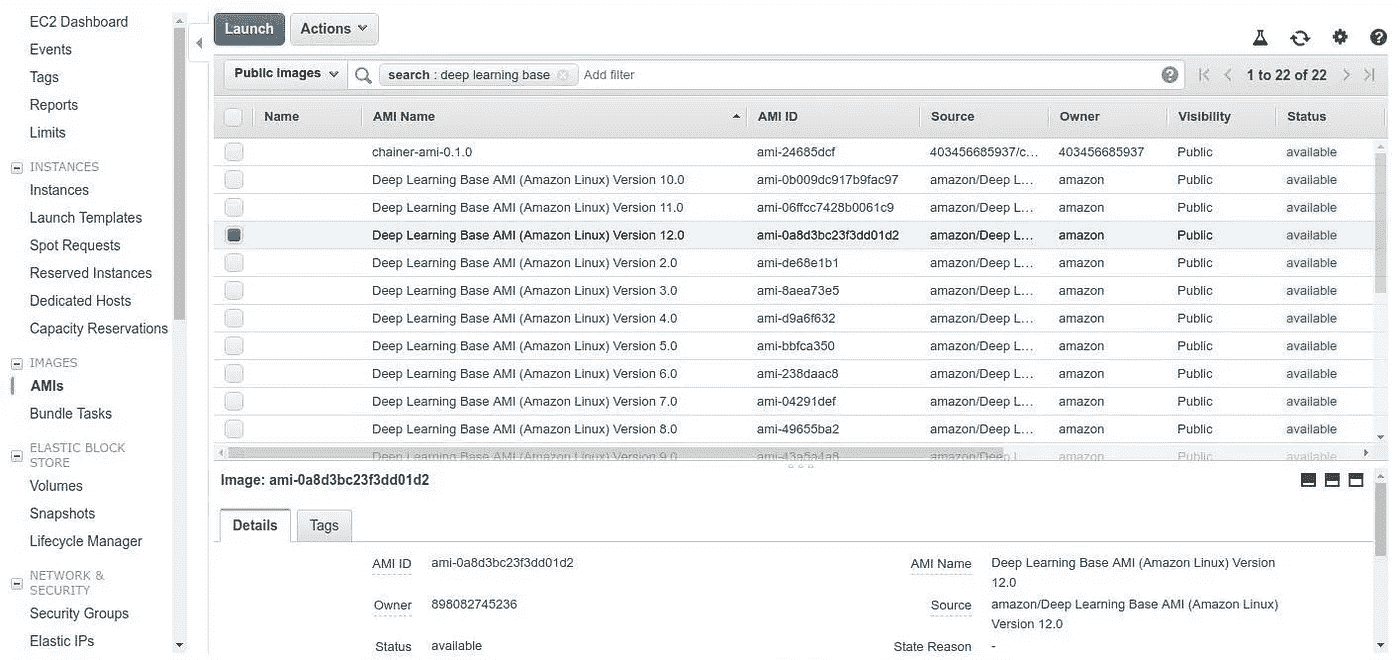 EC2 Dashboard
Events
Tags
Reports
Limits
INSTANCES
Instances
Launch Templates
Spot Requests
Reserved Instances
Dedicated Hosts
Capacity Reservations
IMAGES
AMIs
Bundle Tasks
ELASTIC BLOCK
STORE
Volumes
Snapshots
Lifecycle Manager
NETWORK &
SECURITY
Security Groups
Elastic IPs
Launch Actions
Public Images search : deep learning base Add filter 1 to 22 of 22
Name AMI Name AMI ID Source Owner Visibility Status
chainer-ami-0.1.0 ami-24685dcf 403456685937/c... 403456685937 Public available
Deep Learning Base AMI (Amazon Linux) Version 10.0 ami-0b009dc917b9fac97 amazon/Deep L... amazon Public available
Deep Learning Base AMI (Amazon Linux) Version 11.0 ami-06ffcc7428b0061c9 amazon/Deep L... amazon Public available
Deep Learning Base AMI (Amazon Linux) Version 12.0 ami-0a8d3bc23f3dd01d2 amazon/Deep L... amazon Public available
Deep Learning Base AMI (Amazon Linux) Version 2.0 ami-de68e1b1 amazon/Deep L... amazon Public available
Deep Learning Base AMI (Amazon Linux) Version 3.0 ami-8aea73e5 amazon/Deep L... amazon Public available
Deep Learning Base AMI (Amazon Linux) Version 4.0 ami-d9a6f632 amazon/Deep L... amazon Public available
Deep Learning Base AMI (Amazon Linux) Version 5.0 ami-bbfca350 amazon/Deep L... amazon Public available
Deep Learning Base AMI (Amazon Linux) Version 6.0 ami-238daac8 amazon/Deep L... amazon Public available
Deep Learning Base AMI (Amazon Linux) Version 7.0 ami-04291def amazon/Deep L... amazon Public available
Deep Learning Base AMI (Amazon Linux) Version 8.0 ami-49655ba2 amazon/Deep L... amazon Public available
Deep Learning Base AMI (Amazon Linux) Version 9.0 amazon/Deep L... amazon Public available
Image: ami-0a8d3bc23f3dd01d2
Details Tags
AMI ID ami-0a8d3bc23f3dd01d2 AMI Name Deep Learning Base AMI (Amazon Linux) Version
12.0
Owner 898082745236 Source amazon/Deep Learning Base AMI (Amazon Linux)
Version 12.0
Status available State Reason -